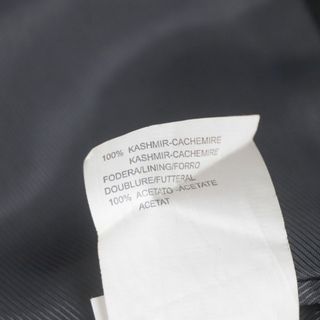 100% KASHMIR-CACHEMIRE
KASHMIR-CACHEMIRE
FODERA/LINING/FORRO
DOUBLURE/FUTTERAL
100% ACETATO-ACETATE
ACETAT